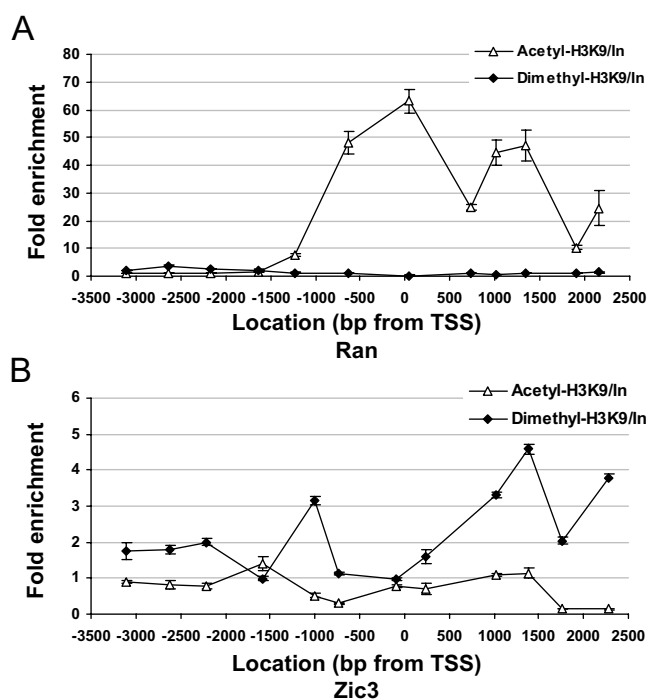 A
Acetyl-H3K9/In
Dimethyl-H3K9/In
Fold enrichment
80
70
60
50
40
30
20
10
0
-3500 -3000 -2500 -2000 -1500 -1000 -500 0 500 1000 1500 2000 2500
Location (bp from TSS)
Ran
B
Acetyl-H3K9/In
Dimethyl-H3K9/In
Fold enrichment
6
5
4
3
2
1
0
-3500 -3000 -2500 -2000 -1500 -1000 -500 0 500 1000 1500 2000 2500
Location (bp from TSS)
Zic3